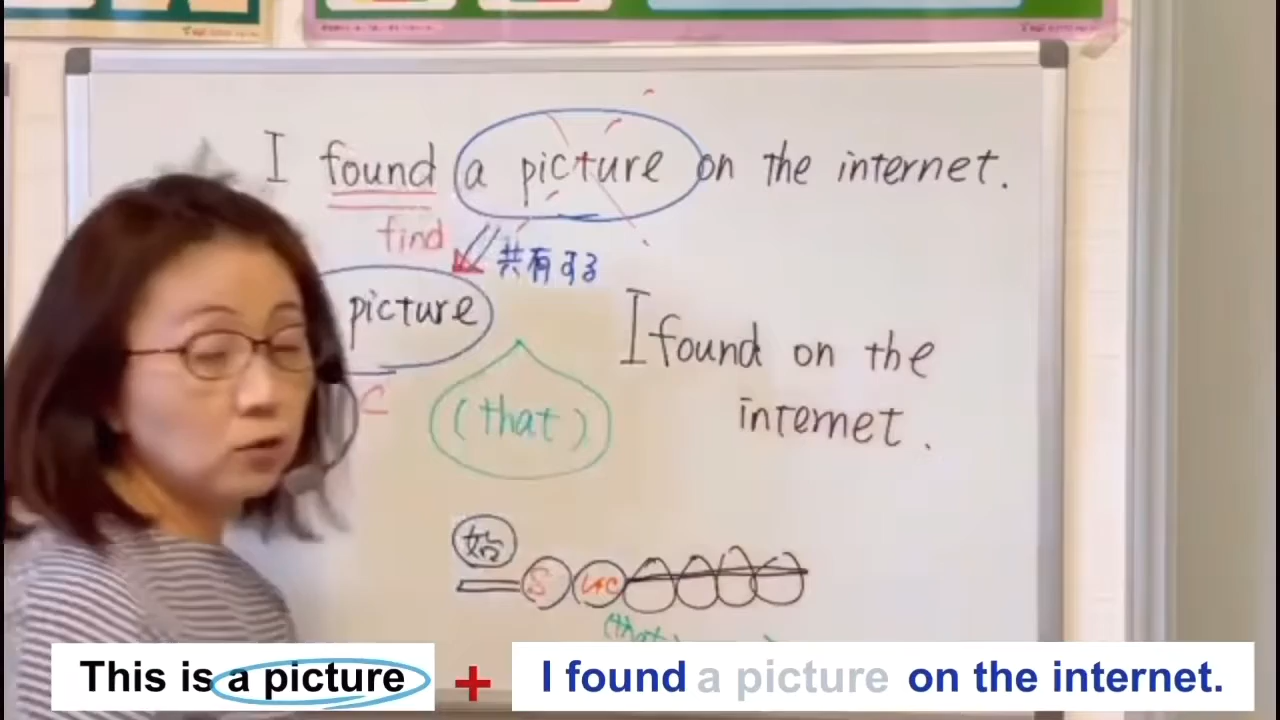 I found a picture on the internet.
find
共有する
picture
I found on the
internet.
C
(that)
始
S
(that
This is a picture + I found a picture on the internet.